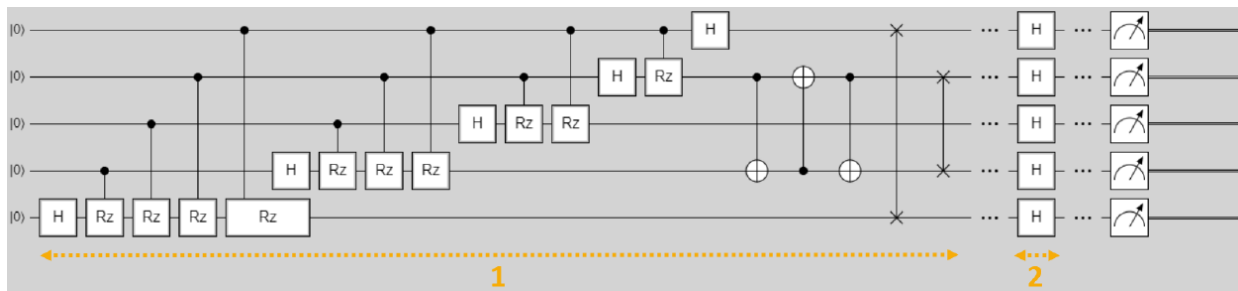 |0⟩ H ... H ...
|0⟩ H Rz ... H ...
|0⟩ H Rz Rz ... H ...
|0⟩ H Rz Rz Rz ... H ...
|0⟩ H Rz Rz Rz Rz ... H ...
1 2